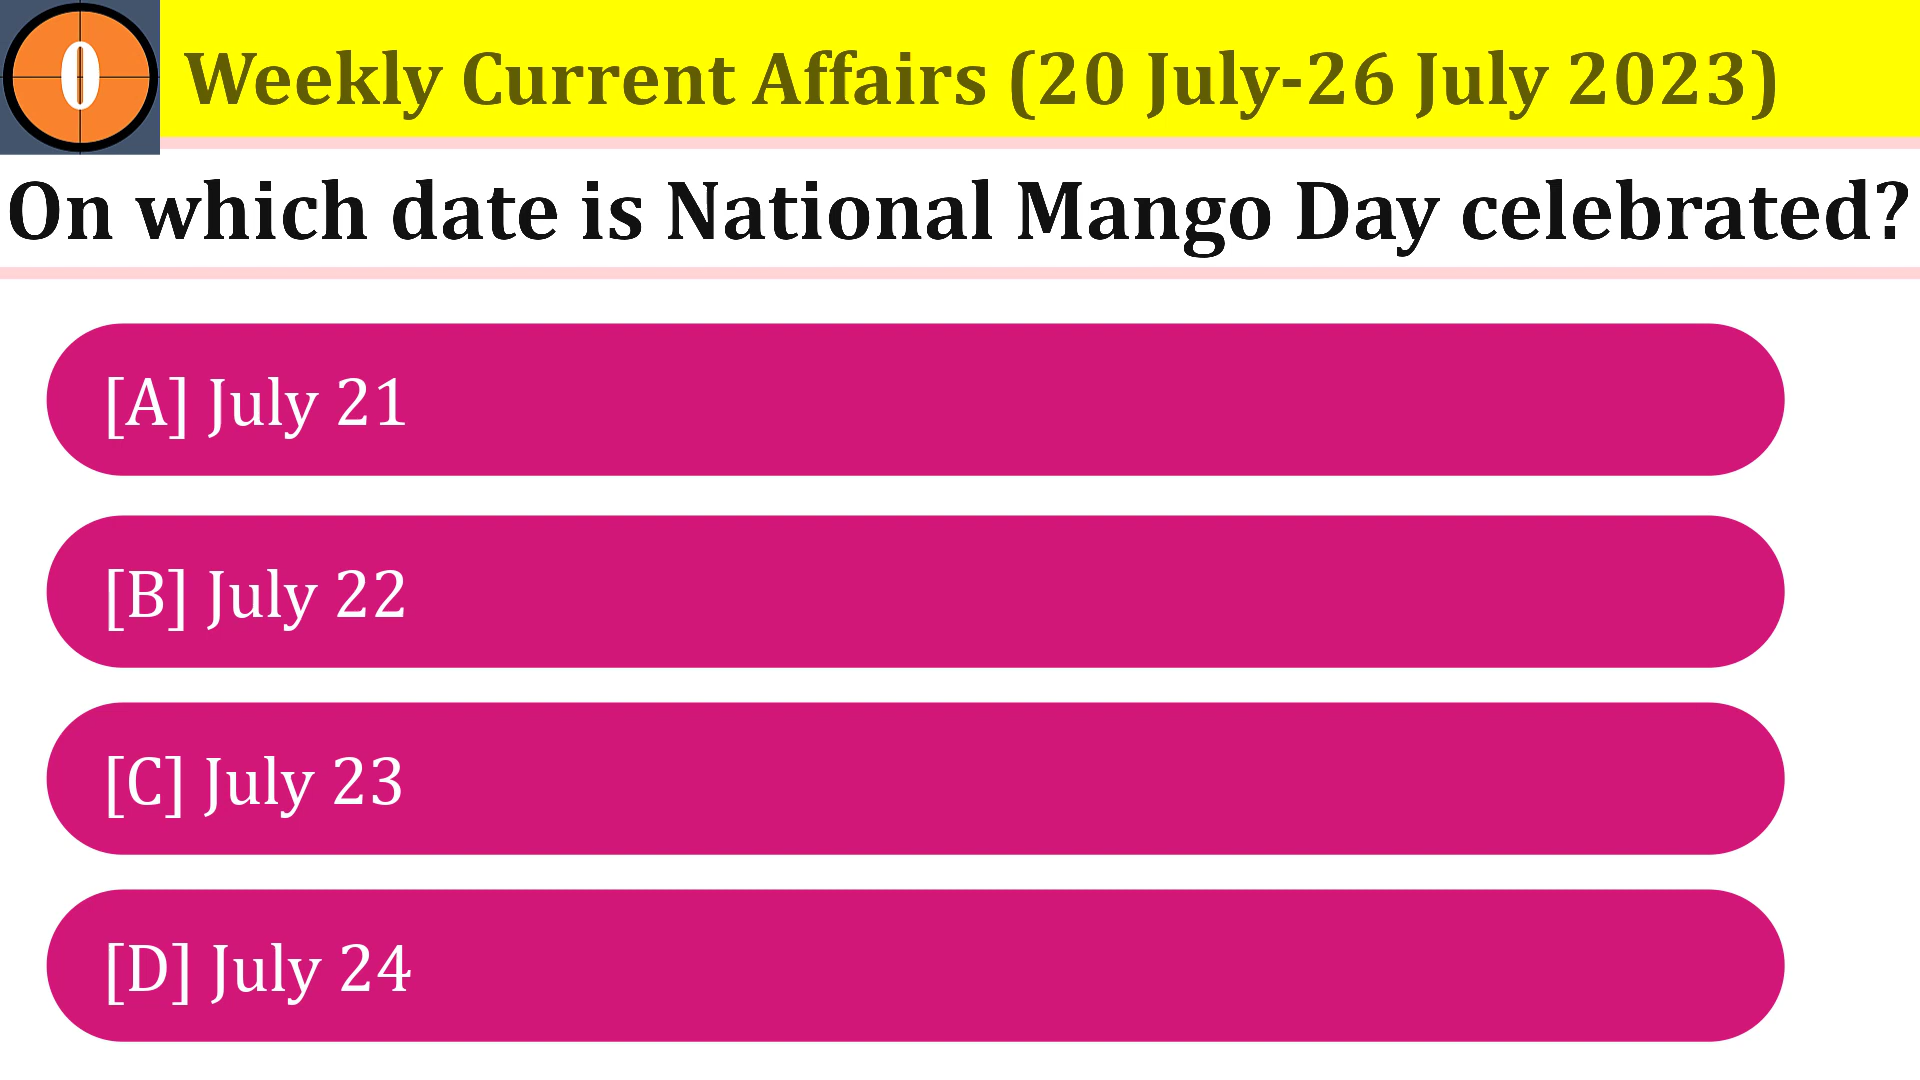 0
Weekly Current Affairs (20 July-26 July 2023)
On which date is National Mango Day celebrated?
[A] July 21
[B] July 22
[C] July 23
[D] July 24